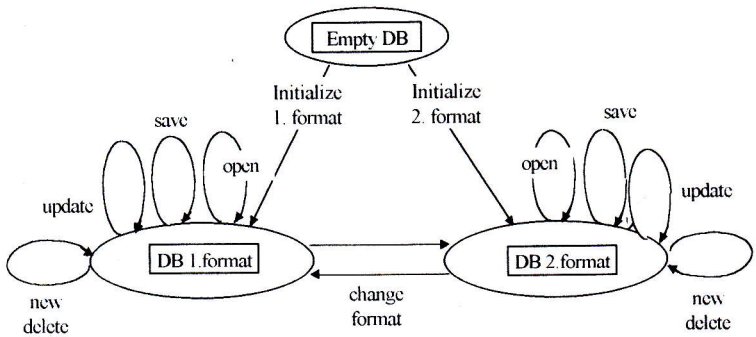 Empty DB
Initialize
1. format
Initialize
2. format
save
open
update
new
delete
DB 1.format
change
format
save
open
update
DB 2.format
new
delete